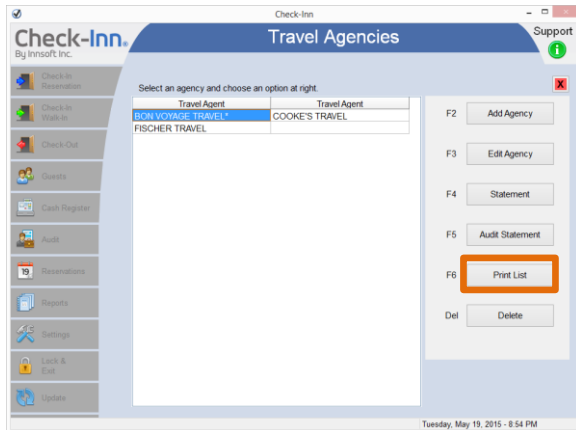 Check-Inn
Check-Inn®
By Innsoft Inc.
Travel Agencies
Support
Check-In
Reservation
Check-In
Walk-In
Check-Out
Guests
Cash Register
Audit
19
Reservations
Reports
Settings
Lock &
Exit
Update
Select an agency and choose an option at right.
X
Travel Agent Travel Agent
BON VOYAGE TRAVEL* COOKE'S TRAVEL
FISCHER TRAVEL
F2 Add Agency
F3 Edit Agency
F4 Statement
F5 Audit Statement
F6 Print List
Del Delete
Tuesday, May 19, 2015 - 8:54 PM